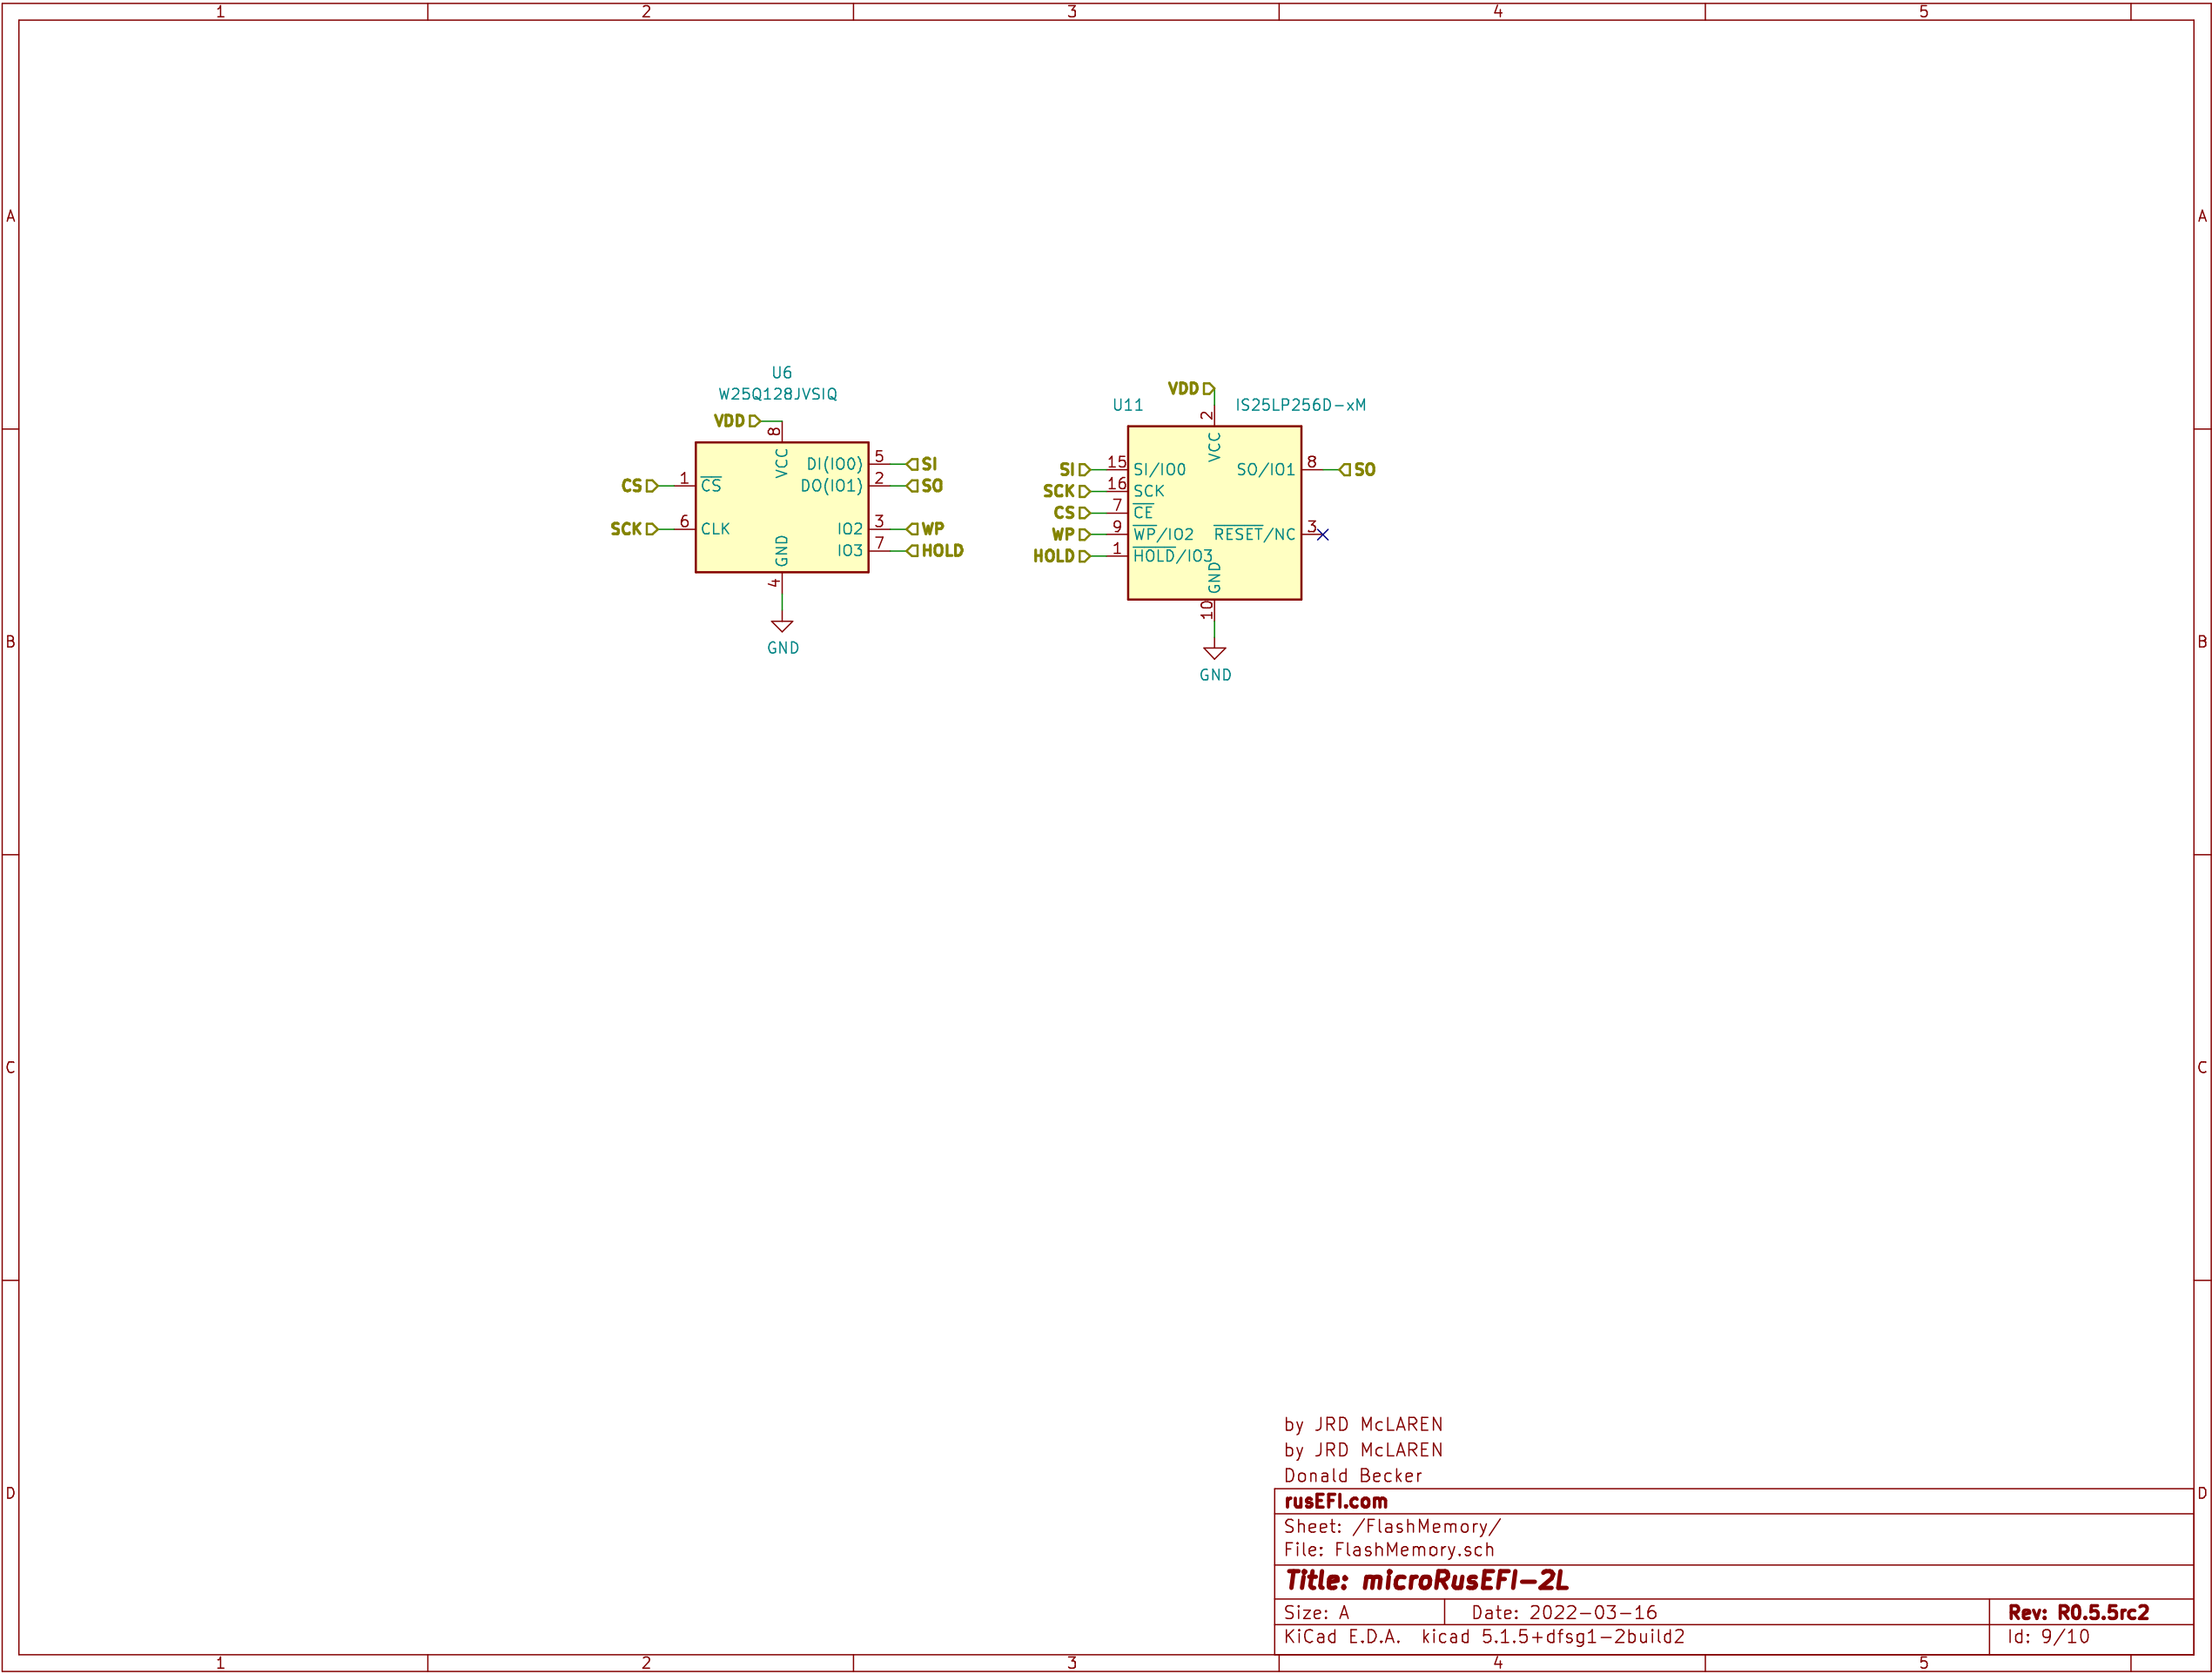 1 2 3 4 5
A A
U6
W25Q128JVSIQ
VDD
8
VCC
CS 1 CS
SCK 6 CLK
DI(IO0) 5 SI
DO(IO1) 2 SO
IO2 3 WP
IO3 7 HOLD
GND
4
GND
VDD
U11 IS25LP256D-xM
2
VCC
SI 15 SI/IO0
SCK 16 SCK
CS 7 CE
WP 9 WP/IO2
HOLD 1 HOLD/IO3
SO/IO1 8 SO
RESET/NC 3
GND
10
GND
B B
C C
by JRD McLAREN
by JRD McLAREN
Donald Becker
D D
rusEFI.com
Sheet: /FlashMemory/
File: FlashMemory.sch
Title: microRusEFI-2L
Size: A Date: 2022-03-16 Rev: R0.5.5rc2
KiCad E.D.A. kicad 5.1.5+dfsg1-2build2 Id: 9/10
1 2 3 4 5